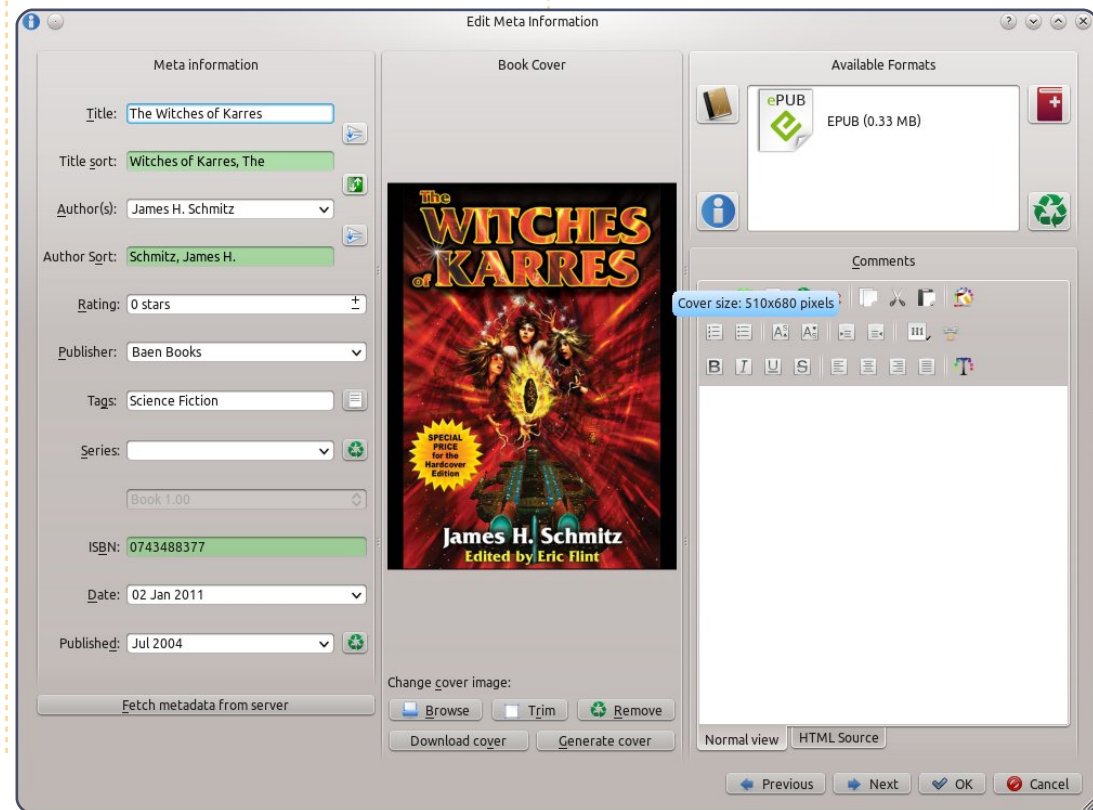 Edit Meta Information
Meta information
Title: The Witches of Karres
Title sort: Witches of Karres, The
Author(s): James H. Schmitz
Author Sort: Schmitz, James H.
Rating: 0 stars
Publisher: Baen Books
Tags: Science Fiction
Series:
Book 1.00
ISBN: 0743488377
Date: 02 Jan 2011
Published: Jul 2004
Fetch metadata from server
Book Cover
The
WITCHES
of KARRES
SPECIAL
PRICE
for the
Hardcover
Edition
James H. Schmitz
Edited by Eric Flint
Change cover image:
Browse Trim Remove
Download cover Generate cover
Available Formats
ePUB
EPUB (0.33 MB)
Comments
Cover size: 510x680 pixels
H1
B I U S
Normal view HTML Source
Previous Next OK Cancel